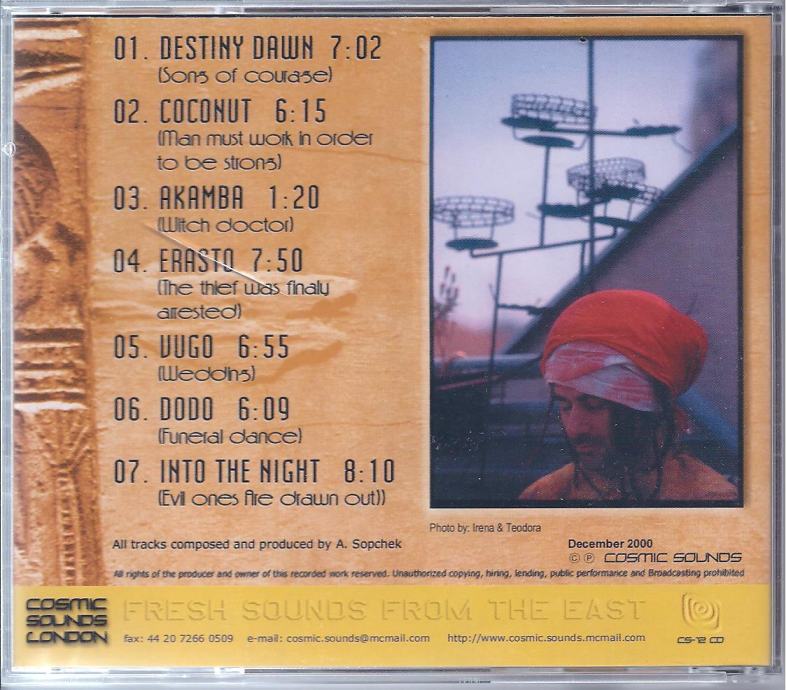 01. DESTINY DAWN 7:02
(Song of courage)
02. COCONUT 6:15
(Man must work in order
to be strong)
03. AKAMBA 1:20
(Witch doctor)
04. ERASTO 7:50
(The thief was finaly
arrested)
05. VUGO 6:55
(Wedding)
06. DODO 6:09
(Funeral dance)
07. INTO THE NIGHT 8:10
(Evil ones Are drawn out))
Photo by: Irena & Teodora
All tracks composed and produced by A. Sopchek
December 2000
© ℗ COSMIC SOUNDS
All rights of the producer and owner of this recorded work reserved. Unauthorized copying, hiring, lending, public performance and Broadcasting prohibited
COSMIC
SOUNDS
LONDON
FRESH SOUNDS FROM THE EAST
fax: 44 20 7266 0509 e-mail: cosmic.sounds@mcmail.com http://www.cosmic.sounds.mcmail.com
CS-12 CD